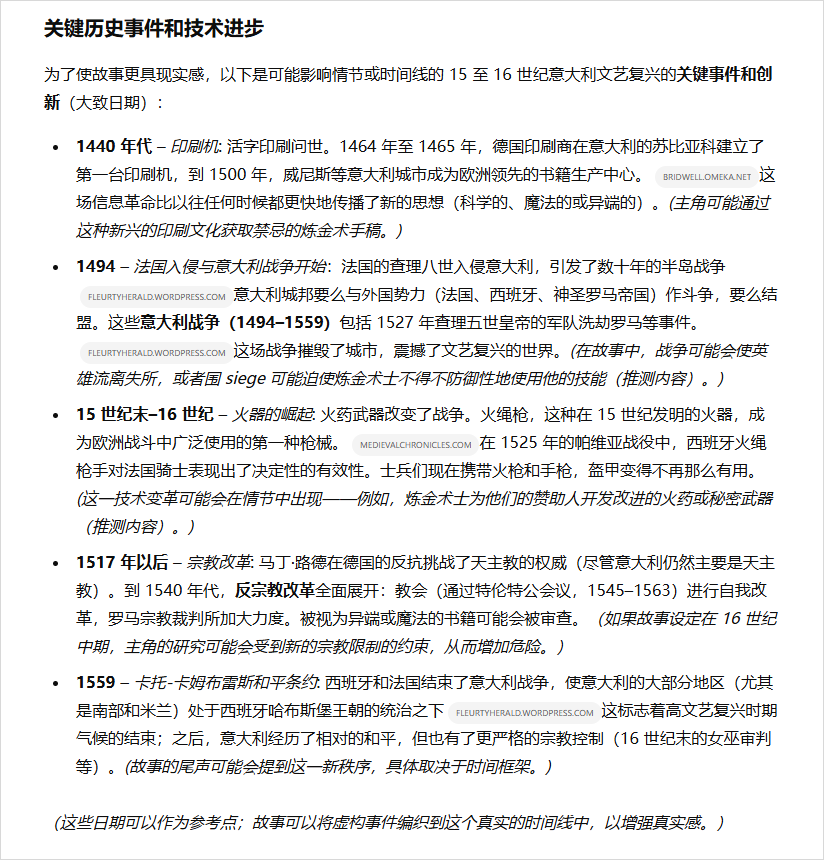 关键历史事件和技术进步
为了使故事更具现实感，以下是可能影响情节或时间线的 15 至 16 世纪意大利文艺复兴的关键事件和创
新（大致日期）：
• 1440 年代 – 印刷机: 活字印刷问世。1464 年至 1465 年，德国印刷商在意大利的苏比亚科建立了
第一台印刷机，到 1500 年，威尼斯等意大利城市成为欧洲领先的书籍生产中心。 BRIDWELL.OMEKA.NET 这
场信息革命比以往任何时候都更快地传播了新的思想（科学的、魔法的或异端的）。(主角可能通过
这种新兴的印刷文化获取禁忌的炼金术手稿。)
• 1494 – 法国入侵与意大利战争开始：法国的查理八世入侵意大利，引发了数十年的半岛战争
FLEURTYHERALD.WORDPRESS.COM 意大利城邦要么与外国势力（法国、西班牙、神圣罗马帝国）作斗争，要么结
盟。这些意大利战争（1494–1559）包括 1527 年查理五世皇帝的军队洗劫罗马等事件。
FLEURTYHERALD.WORDPRESS.COM 这场战争摧毁了城市，震撼了文艺复兴的世界。(在故事中，战争可能会使英
雄流离失所，或者围 siege 可能迫使炼金术士不得不防御性地使用他的技能（推测内容）。)
• 15 世纪末–16 世纪 – 火器的崛起: 火药武器改变了战争。火绳枪，这种在 15 世纪发明的火器，成
为欧洲战斗中广泛使用的第一种枪械。 MEDIEVALCHRONICLES.COM 在 1525 年的帕维亚战役中，西班牙火绳
枪手对法国骑士表现出了决定性的有效性。士兵们现在携带火枪和手枪，盔甲变得不再那么有用。
(这一技术变革可能会在情节中出现——例如，炼金术士为他们的赞助人开发改进的火药或秘密武器
（推测内容）。)
• 1517 年以后 – 宗教改革: 马丁·路德在德国的反抗挑战了天主教的权威（尽管意大利仍然主要是天主
教）。到 1540 年代，反宗教改革全面展开：教会（通过特伦特公会议，1545–1563）进行自我改
革，罗马宗教裁判所加大力度。被视为异端或魔法的书籍可能会被审查。（如果故事设定在 16 世纪
中期，主角的研究可能会受到新的宗教限制的约束，从而增加危险。）
• 1559 – 卡托-卡姆布雷斯和平条约: 西班牙和法国结束了意大利战争，使意大利的大部分地区（尤其
是南部和米兰）处于西班牙哈布斯堡王朝的统治之下 FLEURTYHERALD.WORDPRESS.COM 这标志着高文艺复兴时期
气候的结束；之后，意大利经历了相对的和平，但也有了更严格的宗教控制（16 世纪末的女巫审判
等）。(故事的尾声可能会提到这一新秩序，具体取决于时间框架。)
（这些日期可以作为参考点；故事可以将虚构事件编织到这个真实的时间线中，以增强真实感。）